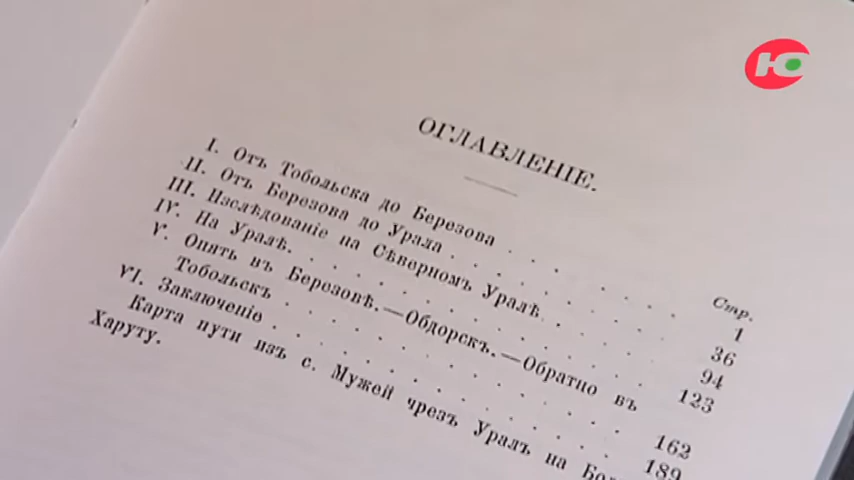 Ю
ОГЛАВЛЕНІЕ.
Стр.
I. Отъ Тобольска до Березова . . . . . . . 1
II. Отъ Березова до Урала . . . . . . . . 36
III. Изслѣдованіе на Сѣверномъ Уралѣ. . . . . 94
IV. На Уралѣ. . . . . . . . . . . 123
V. Опять въ Березовѣ.—Обдорскъ.—Обратно въ
Тобольскъ . . . . . . . . . . 162
VI. Заключеніе . . . . . . . . . . 189
Карта пути изъ с. Мужей чрезъ Уралъ на
Харуту.